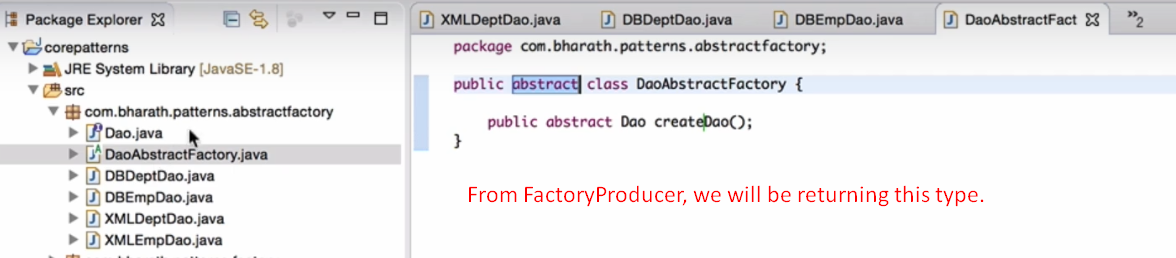 Package Explorer
corepatterns
JRE System Library [JavaSE-1.8]
src
com.bharath.patterns.abstractfactory
Dao.java
DaoAbstractFactory.java
DBDeptDao.java
DBEmpDao.java
XMLDeptDao.java
XMLEmpDao.java
XMLDeptDao.java DBDeptDao.java DBEmpDao.java DaoAbstractFact »2
package com.bharath.patterns.abstractfactory;
public abstract class DaoAbstractFactory {
public abstract Dao createDao();
}
From FactoryProducer, we will be returning this type.